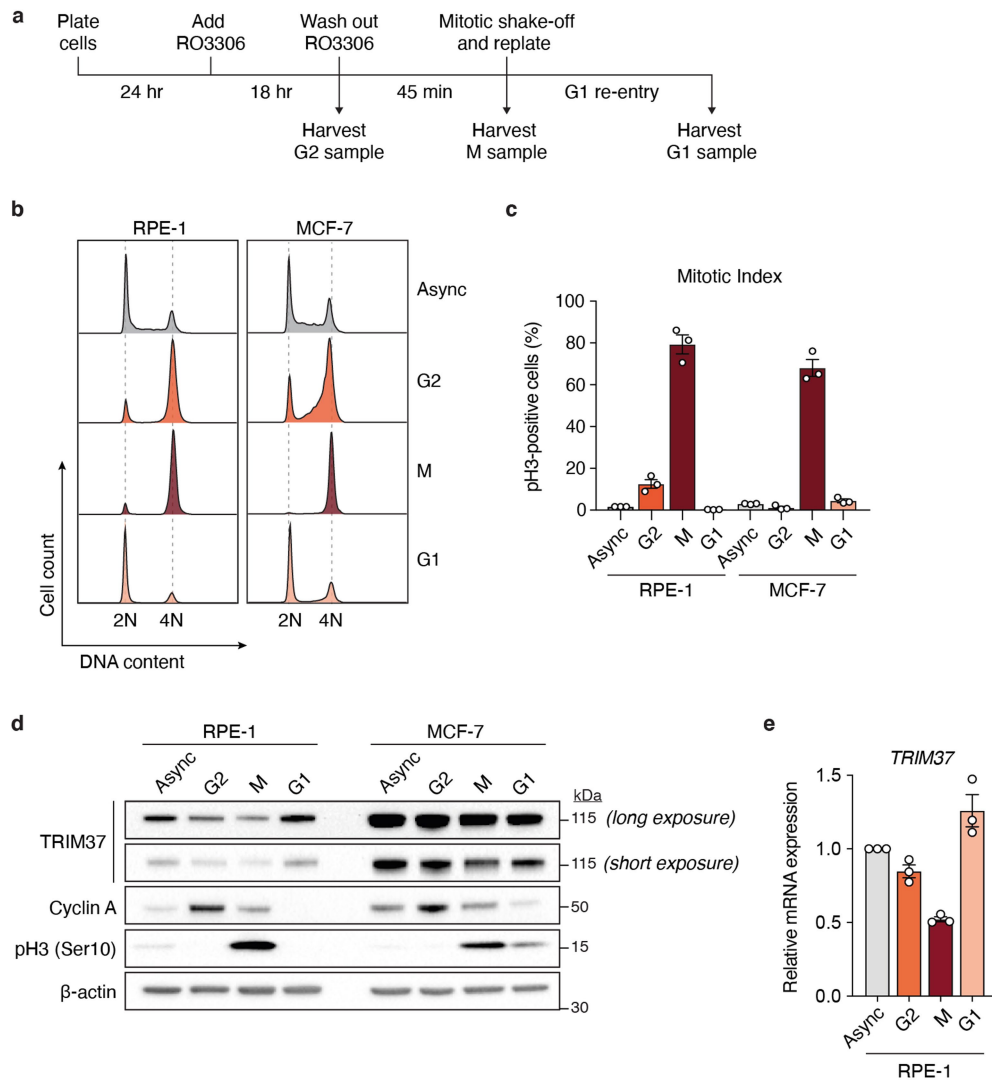 a
Plate
cells
Add
RO3306
Wash out
RO3306
Mitotic shake-off
and replate
24 hr
18 hr
45 min
G1 re-entry
Harvest
G2 sample
Harvest
M sample
Harvest
G1 sample
b
RPE-1
MCF-7
Async
G2
M
G1
Cell count
2N
4N
2N
4N
DNA content
c
Mitotic Index
pH3-positive cells (%)
100
80
60
40
20
0
Async
G2
M
G1
Async
G2
M
G1
RPE-1
MCF-7
d
RPE-1
MCF-7
Async
G2
M
G1
Async
G2
M
G1
kDa
TRIM37
115 (long exposure)
115 (short exposure)
Cyclin A
50
pH3 (Ser10)
15
β-actin
30
e
TRIM37
Relative mRNA expression
1.5
1.0
0.5
0.0
Async
G2
M
G1
RPE-1